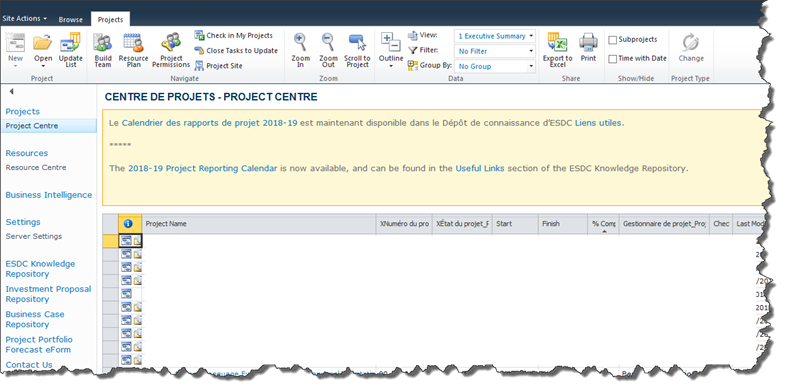 Site Actions Browse Projects
New Open Update List
Build Team Resource Plan Project Permissions
Check in My Projects
Close Tasks to Update
Project Site
Zoom In Zoom Out Scroll to Project
Outline
View: 1 Executive Summary
Filter: No Filter
Group By: No Group
Export to Excel Print
Subprojects
Time with Date
Change
Project Navigate Zoom Data Share Show/Hide Project Type
Projects
Project Centre
Resources
Resource Centre
Business Intelligence
Settings
Server Settings
ESDC Knowledge
Repository
Investment Proposal
Repository
Business Case
Repository
Project Portfolio
Forecast eForm
Contact Us
CENTRE DE PROJETS - PROJECT CENTRE
Le Calendrier des rapports de projet 2018-19 est maintenant disponible dans le Dépôt de connaissance d'ESDC Liens utiles.
*****
The 2018-19 Project Reporting Calendar is now available, and can be found in the Useful Links section of the ESDC Knowledge Repository.
Project Name XNuméro du pro XÉtat du projet_F Start Finish % Comp Gestionnaire de projet_Proj Chec Last Mod